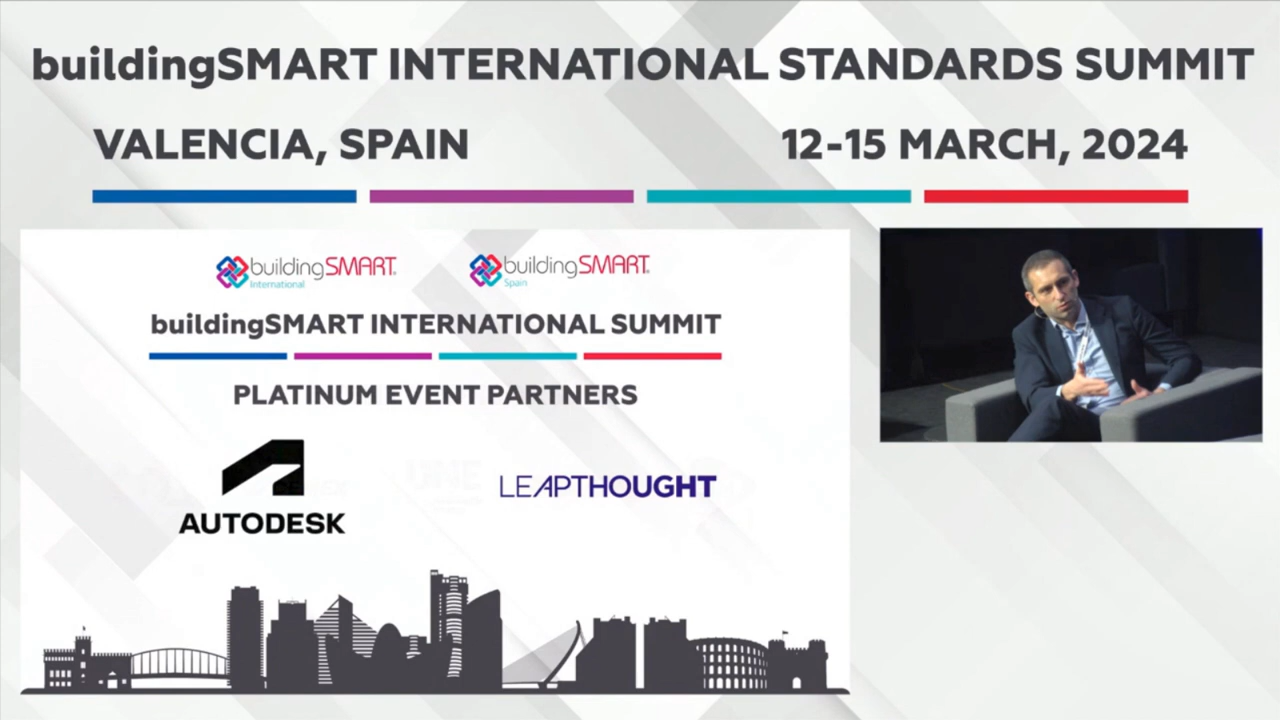 buildingSMART INTERNATIONAL STANDARDS SUMMIT
VALENCIA, SPAIN
12-15 MARCH, 2024
buildingSMART
International
buildingSMART
Spain
buildingSMART INTERNATIONAL SUMMIT
PLATINUM EVENT PARTNERS
AUTODESK
LEAPTHOUGHT